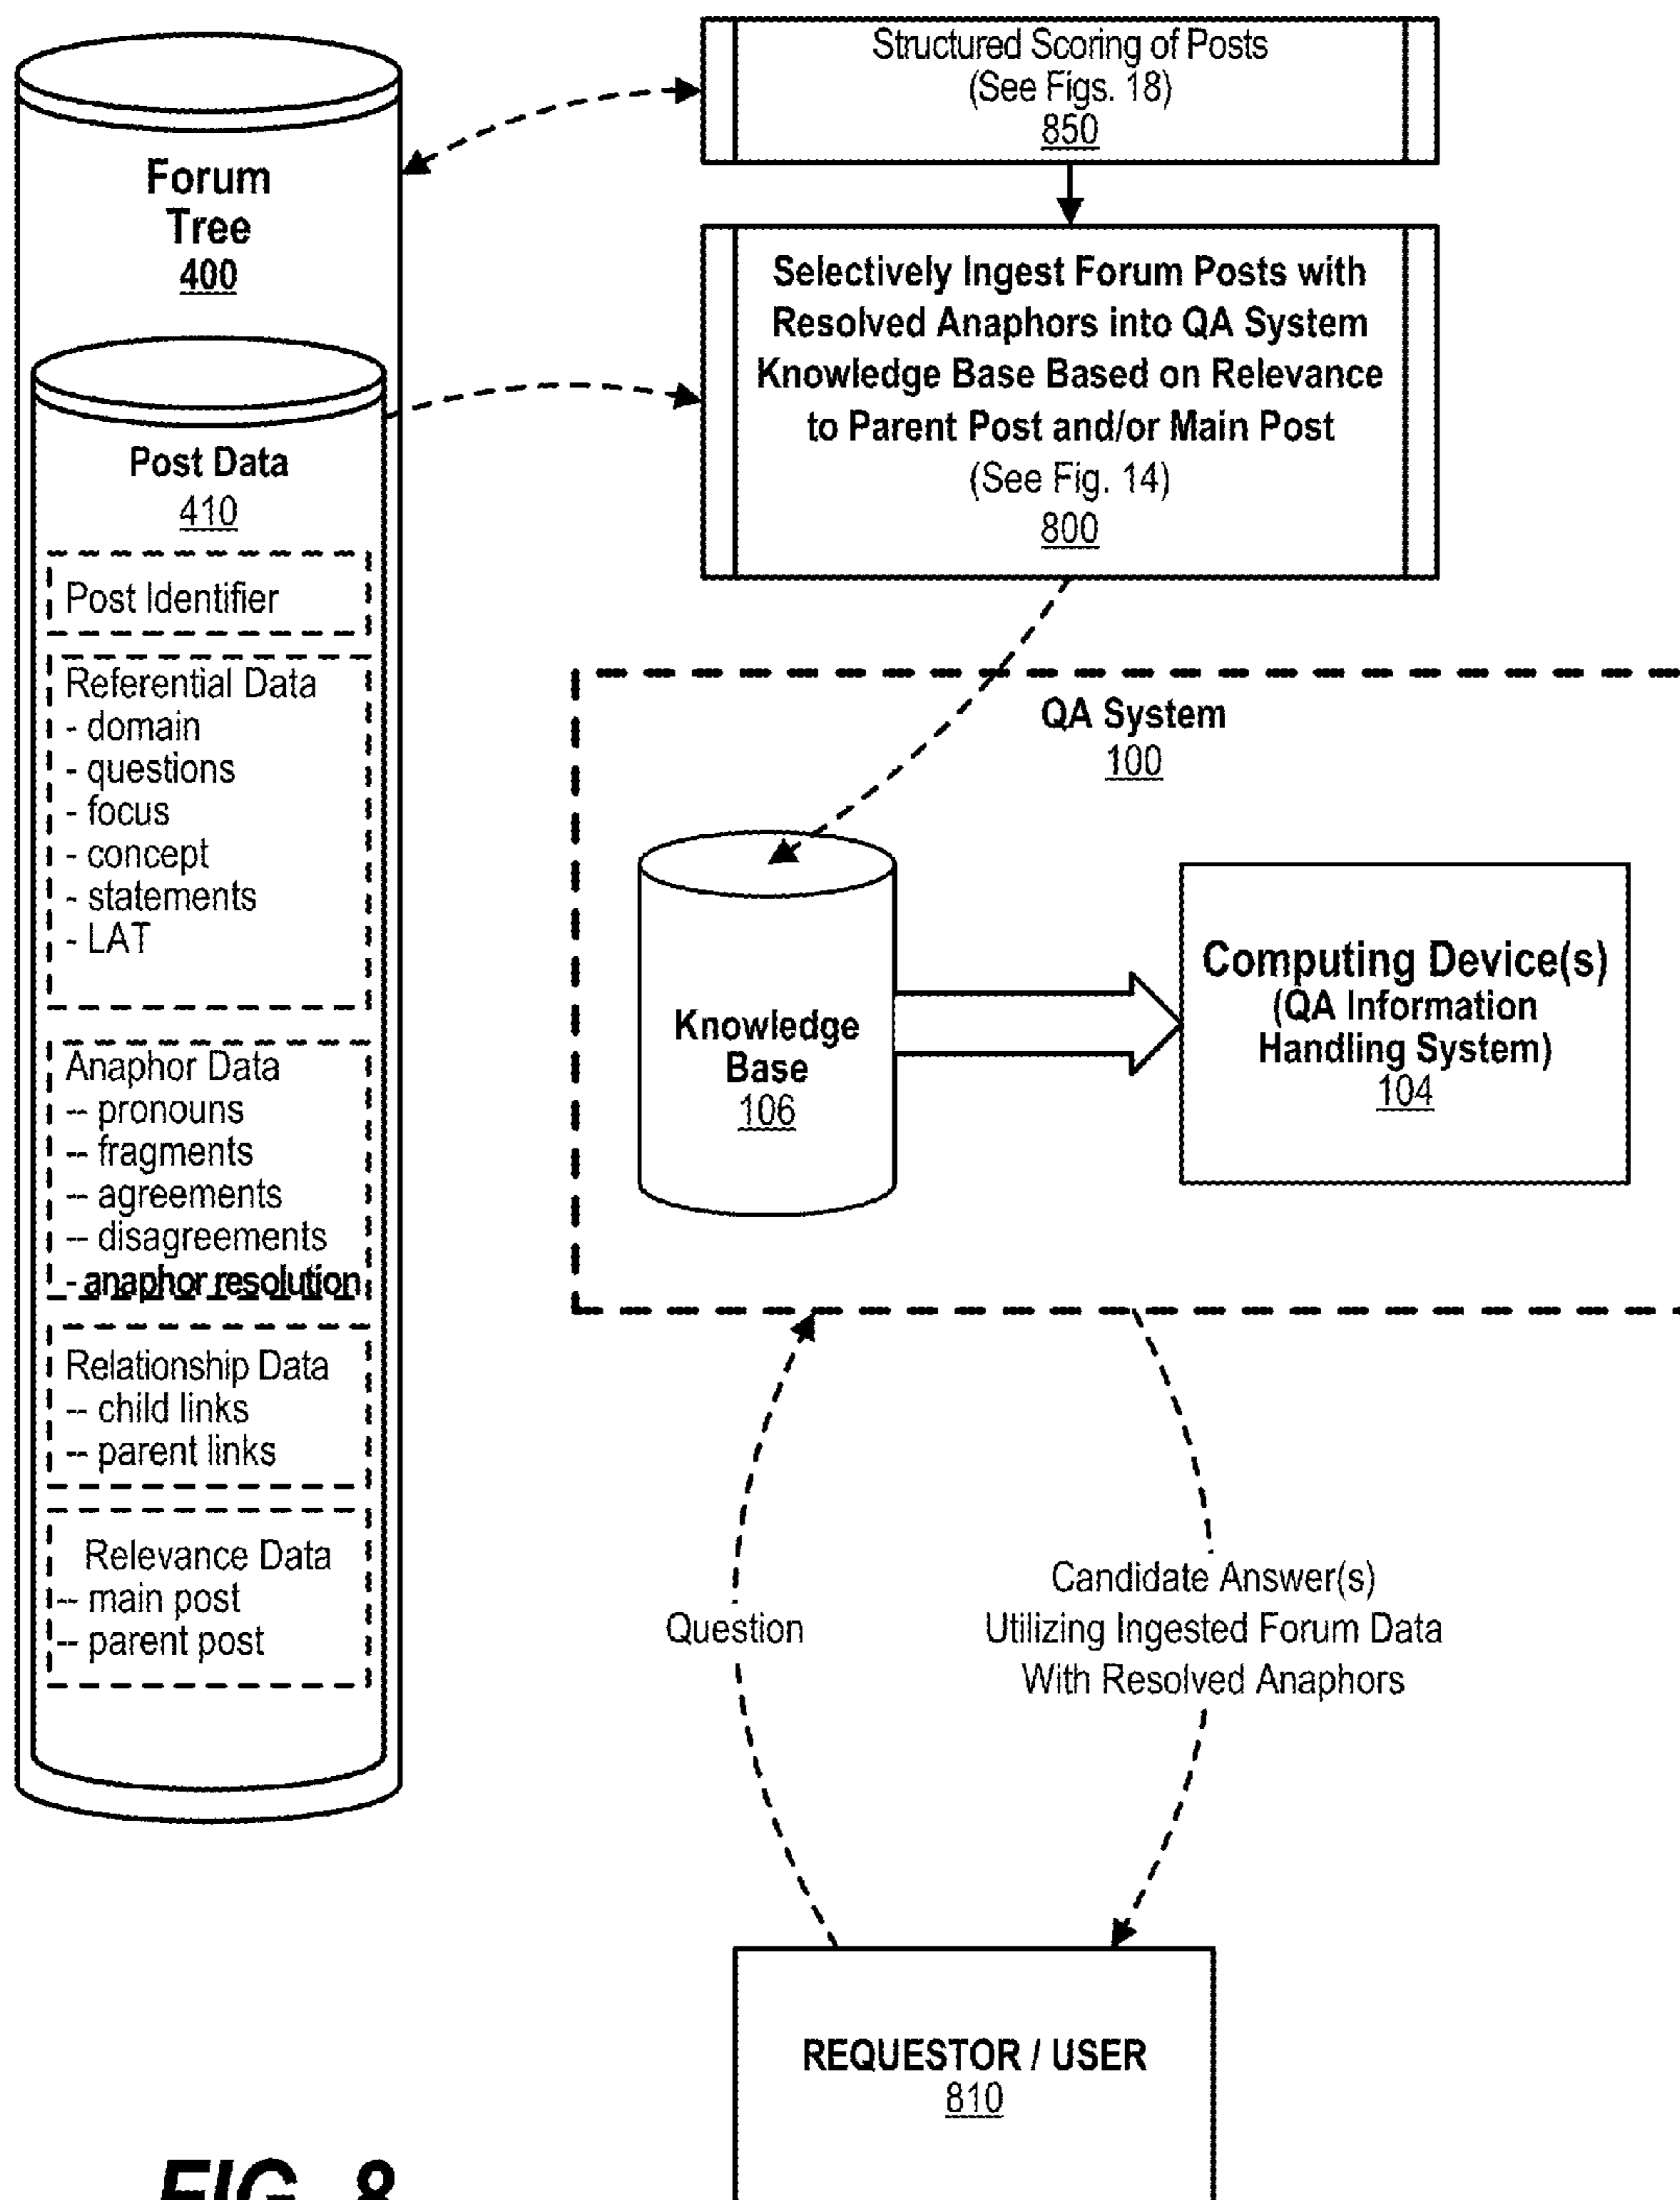 Structured Scoring of Posts
(See Figs. 18)
850
Forum
Tree
400
Selectively Ingest Forum Posts with
Resolved Anaphors into QA System
Knowledge Base Based on Relevance
to Parent Post and/or Main Post
(See Fig. 14)
800
Post Data
410
Post Identifier
Referential Data
- domain
- questions
- focus
- concept
- statements
- LAT
Anaphor Data
-- pronouns
-- fragments
-- agreements
-- disagreements
- anaphor resolution
Relationship Data
-- child links
-- parent links
Relevance Data
-- main post
-- parent post
QA System
100
Knowledge
Base
106
Computing Device(s)
(QA Information
Handling System)
104
Question
Candidate Answer(s)
Utilizing Ingested Forum Data
With Resolved Anaphors
REQUESTOR / USER
810
FIG. 8